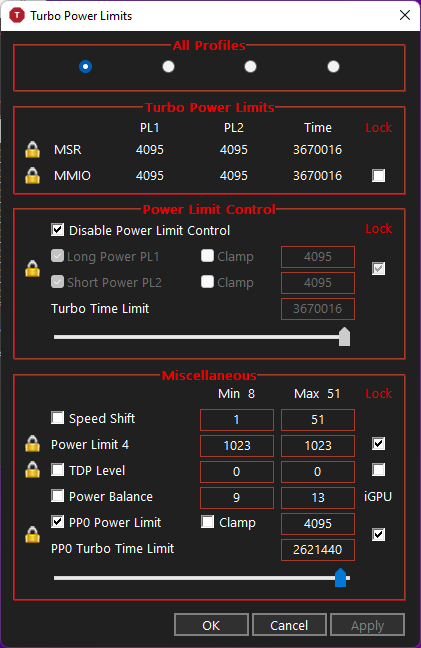 Turbo Power Limits
All Profiles
Turbo Power Limits
PL1 PL2 Time Lock
MSR 4095 4095 3670016
MMIO 4095 4095 3670016
Power Limit Control
Disable Power Limit Control Lock
Long Power PL1 Clamp 4095
Short Power PL2 Clamp 4095
Turbo Time Limit 3670016
Miscellaneous
Min 8 Max 51 Lock
Speed Shift 1 51
Power Limit 4 1023 1023
TDP Level 0 0
Power Balance 9 13 iGPU
PP0 Power Limit Clamp 4095
PP0 Turbo Time Limit 2621440
OK Cancel Apply